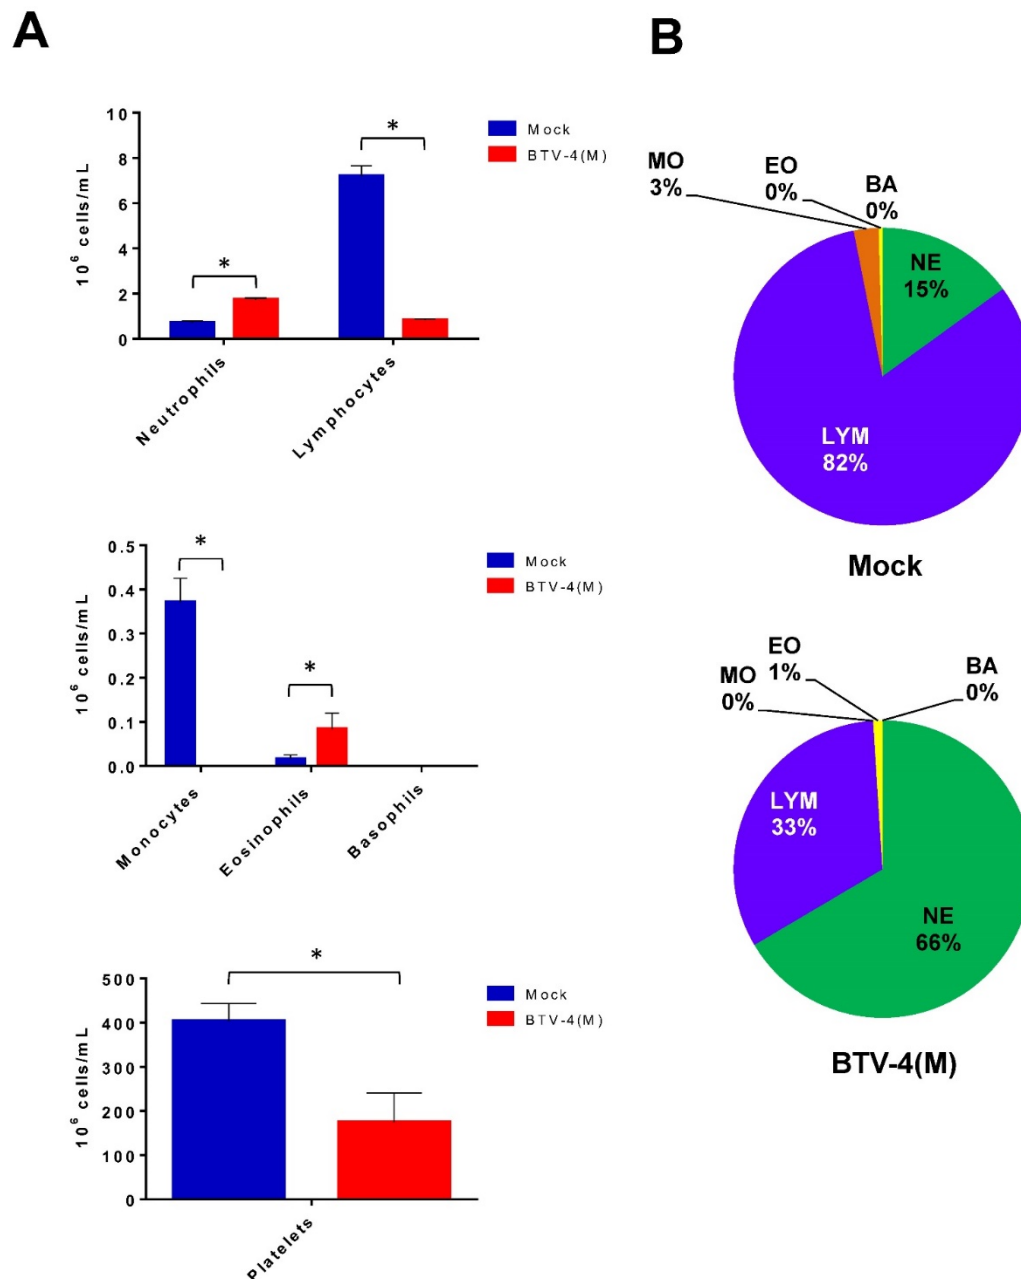 A
10
8
6
4
2
0
10⁶ cells/mL
*
*
Mock
BTV-4(M)
Neutrophils
Lymphocytes
0.5
0.4
0.3
0.2
0.1
0.0
10⁶ cells/mL
*
*
Mock
BTV-4(M)
Monocytes
Eosinophils
Basophils
500
400
300
200
100
0
10⁶ cells/mL
*
Mock
BTV-4(M)
Platelets
B
MO
3%
EO
0%
BA
0%
NE
15%
LYM
82%
Mock
MO
0%
EO
1%
BA
0%
LYM
33%
NE
66%
BTV-4(M)